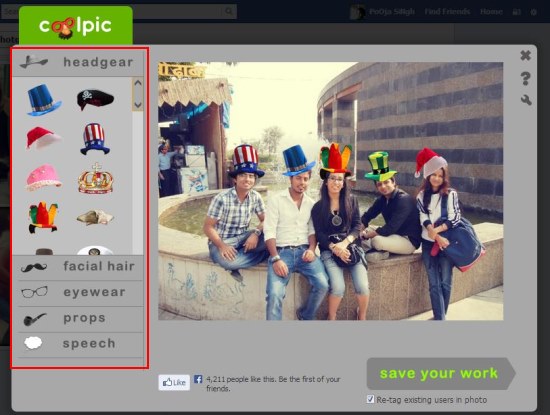 PoOja SiNgh Find Friends Home
coolpic
headgear
facial hair
eyewear
props
speech
Like
4,211 people like this. Be the first of your
friends.
save your work
Re-tag existing users in photo